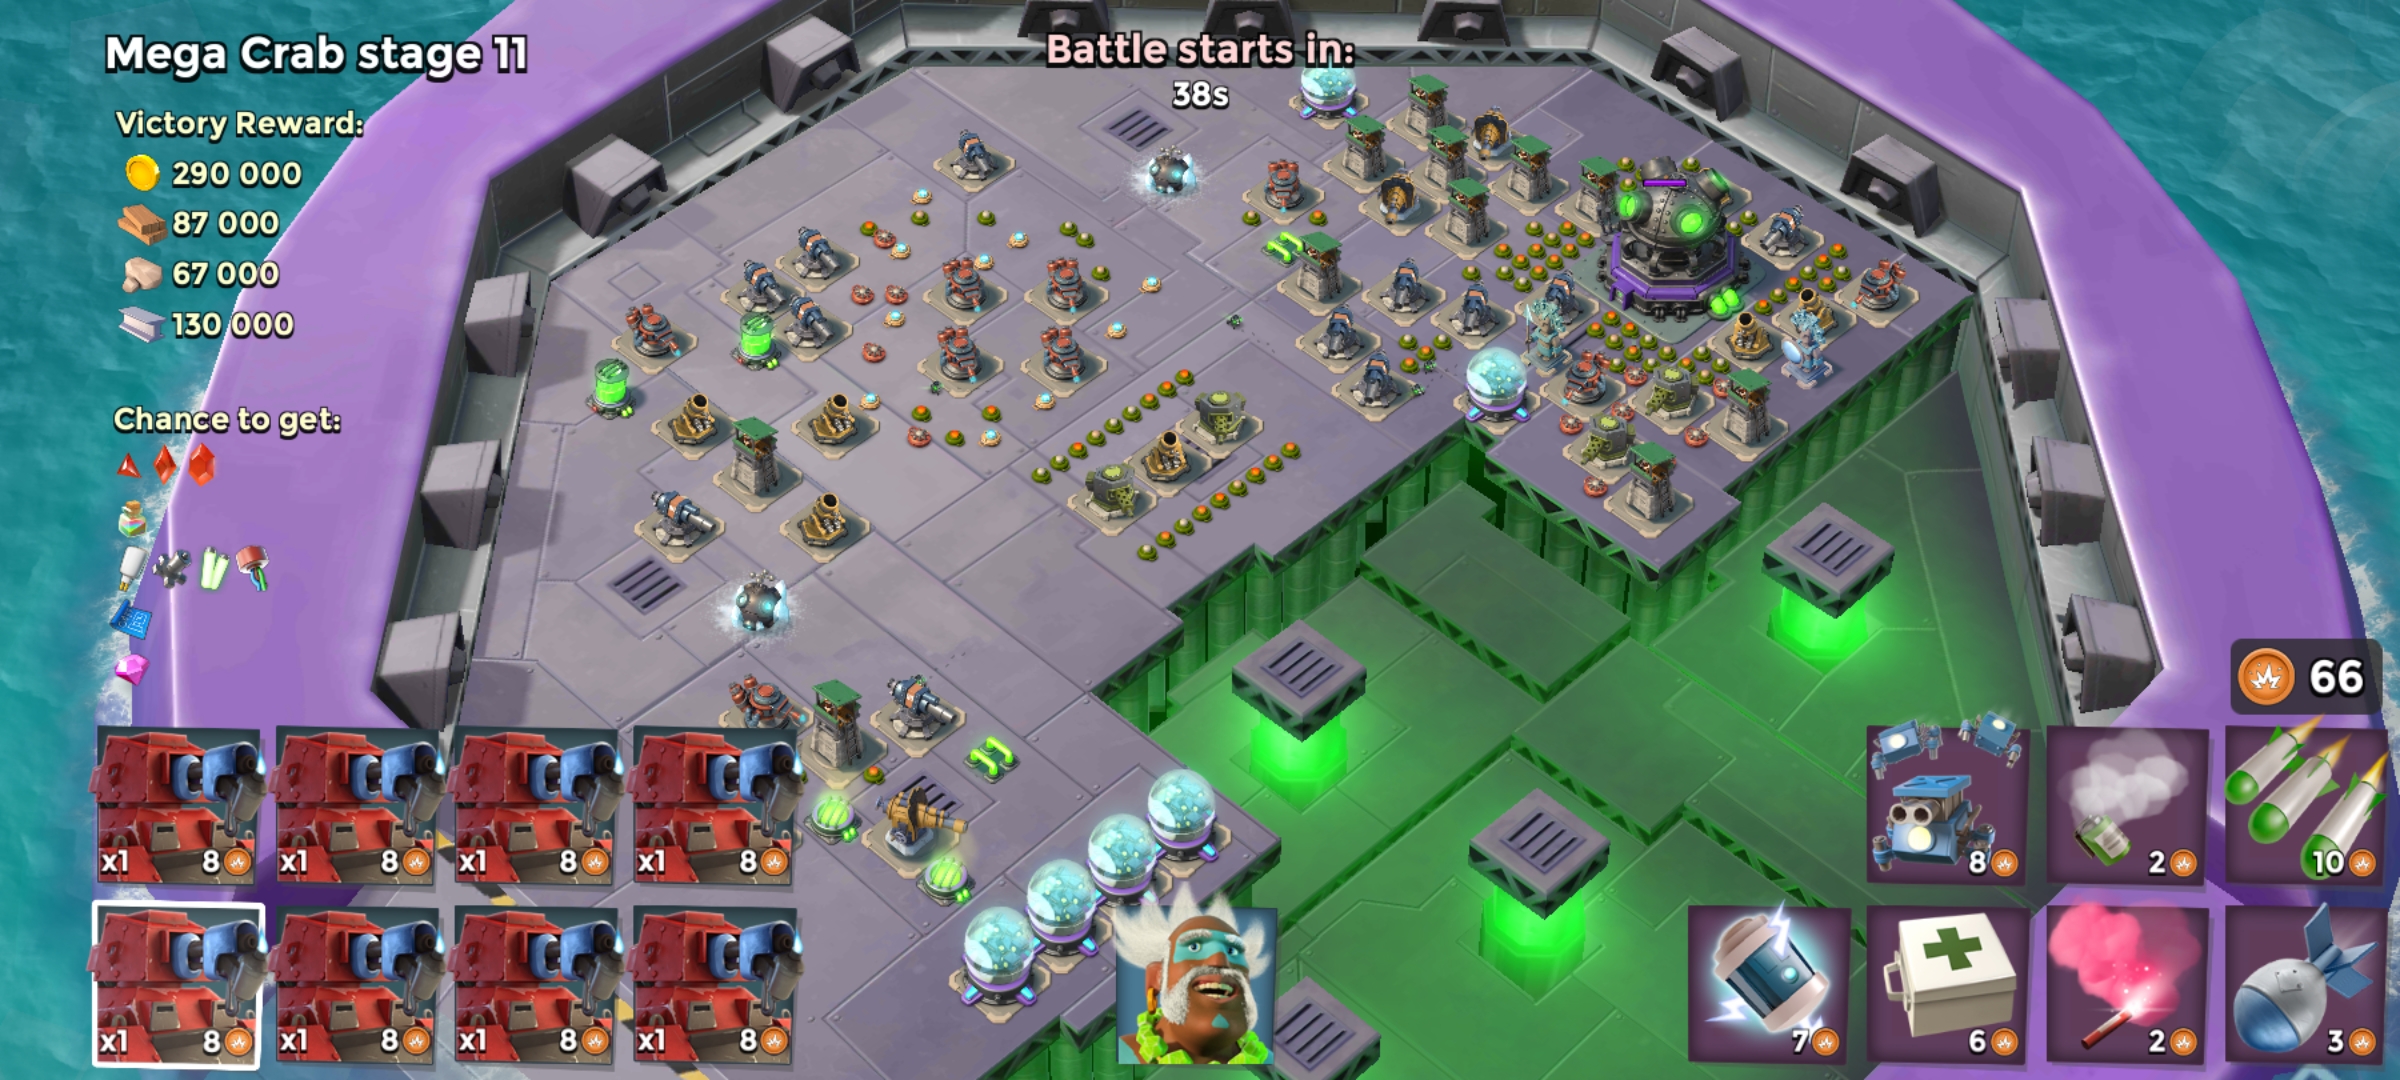 Mega Crab stage 11
Battle starts in:
38s
Victory Reward:
290 000
87 000
67 000
130 000
Chance to get:
66
x1 8
x1 8
x1 8
x1 8
8
2
10
x1 8
x1 8
x1 8
x1 8
7
6
2
3